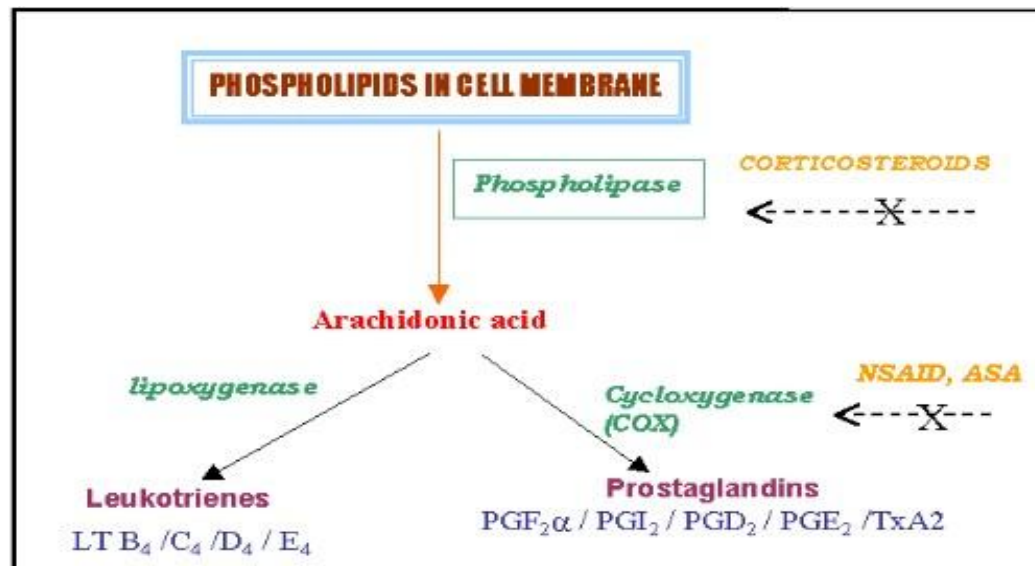 PHOSPHOLIPIDS IN CELL MEMBRANE
CORTICOSTEROIDS
Phospholipase
X
Arachidonic acid
lipoxygenase
NSAID, ASA
Cycloxygenase
(COX)
X
Leukotrienes
Prostaglandins
LT B₄ /C₄ /D₄ / E₄
PGF₂α / PGI₂ / PGD₂ / PGE₂ /TxA2